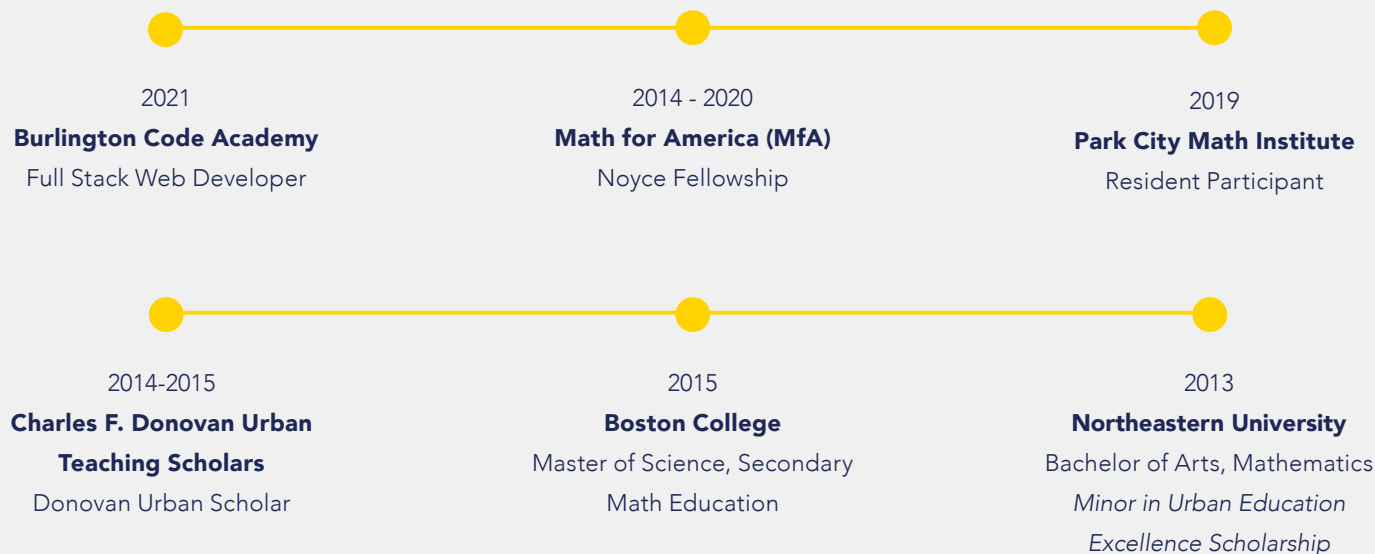 2021
Burlington Code Academy
Full Stack Web Developer
2014 - 2020
Math for America (MfA)
Noyce Fellowship
2019
Park City Math Institute
Resident Participant
2014-2015
Charles F. Donovan Urban
Teaching Scholars
Donovan Urban Scholar
2015
Boston College
Master of Science, Secondary
Math Education
2013
Northeastern University
Bachelor of Arts, Mathematics
Minor in Urban Education
Excellence Scholarship